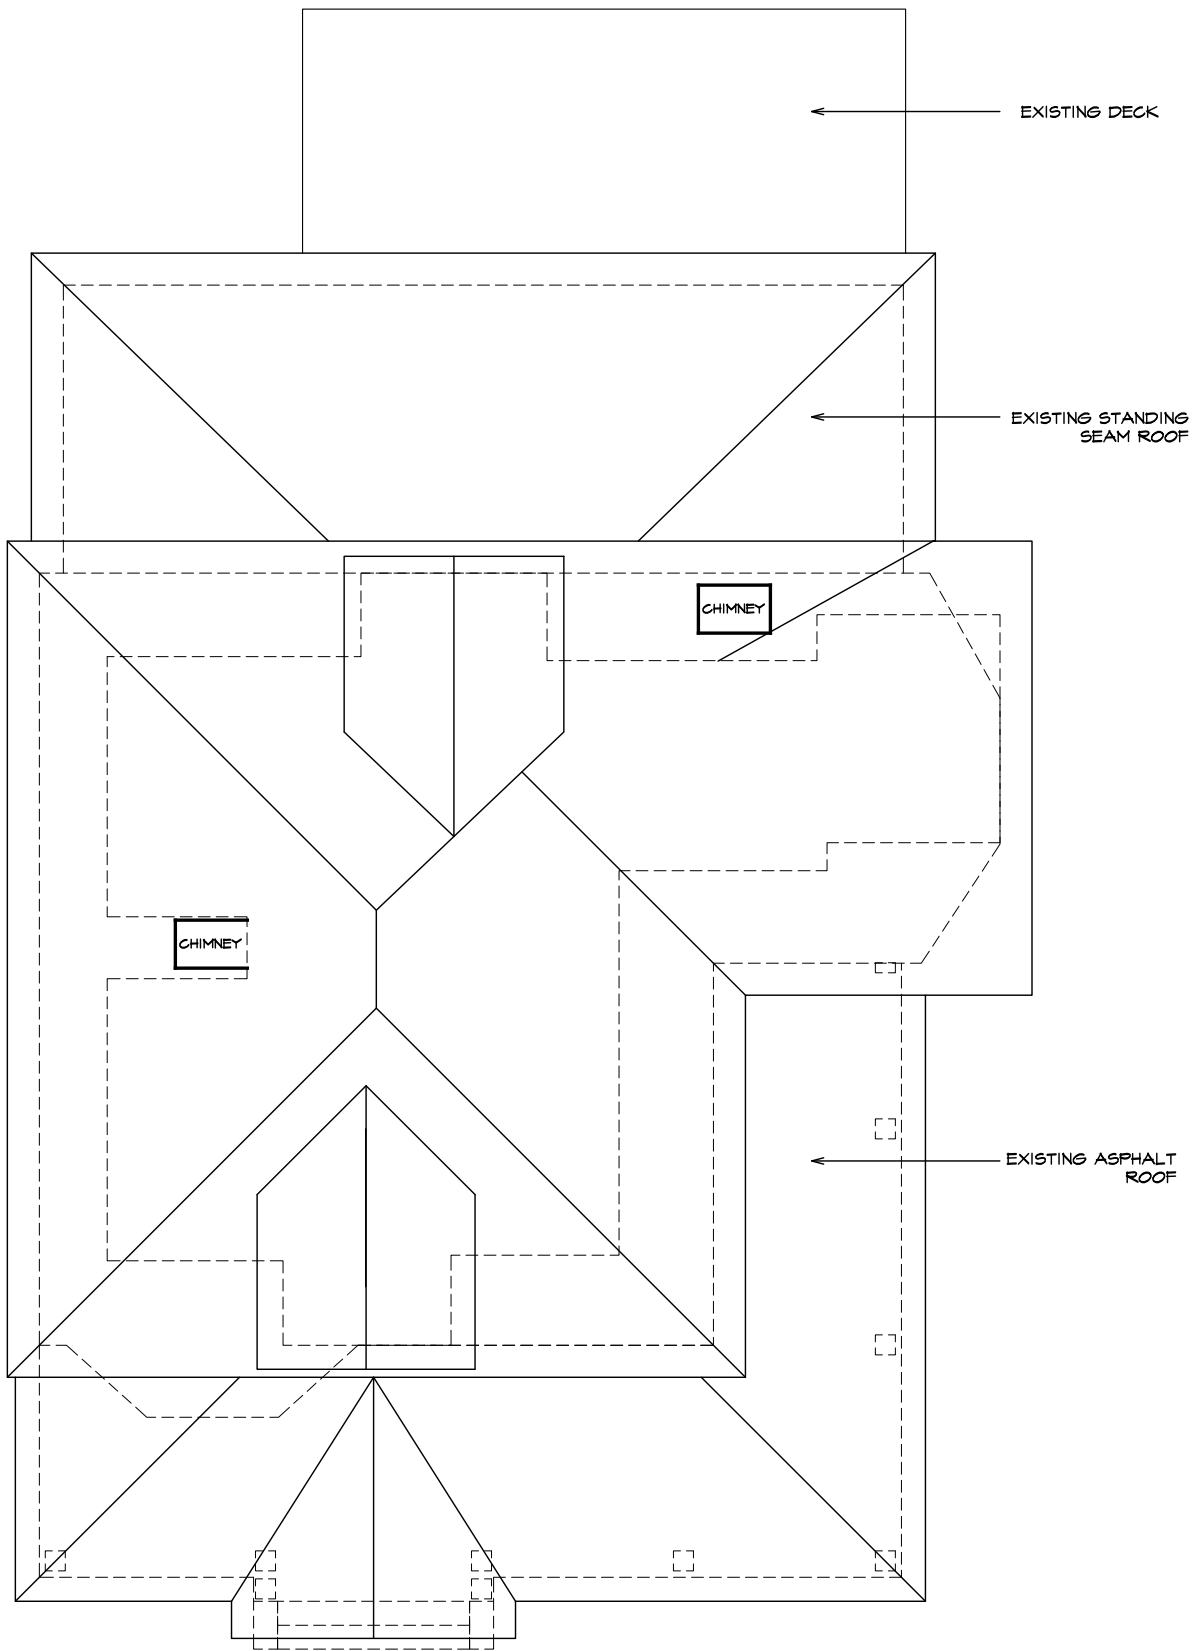 EXISTING DECK
EXISTING STANDING
SEAM ROOF
CHIMNEY
CHIMNEY
EXISTING ASPHALT
ROOF